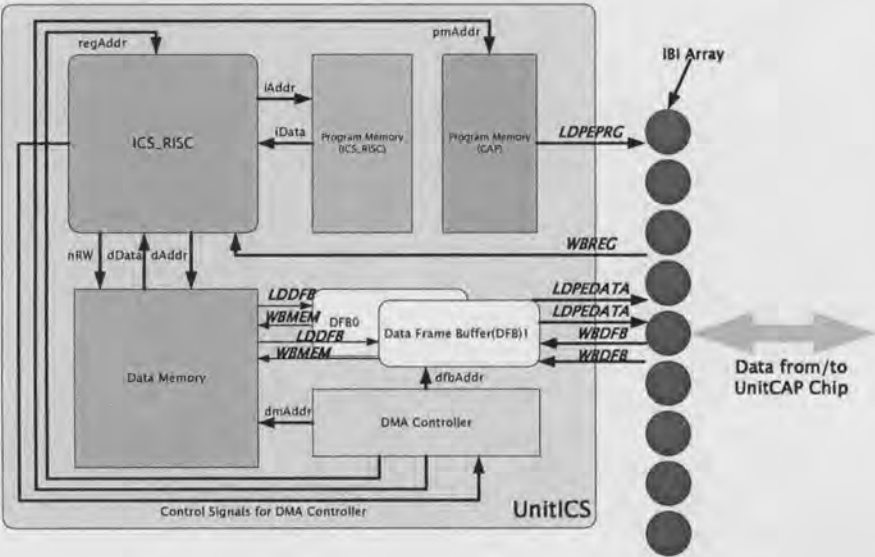 regAddr
pmAddr
IBI Array
iAddr
iData
ICS_RISC
Program Memory
(ICS_RISC)
Program Memory
(CAP)
LDPEPRG
WBREG
nRW
dData
dAddr
LDDFB
WBMEM
LDDFB
WBMEM
DFB0
Data Frame Buffer(DFB)1
LDPEDATA
LDPEDATA
WBDFB
WBDFB
Data Memory
dfbAddr
dmAddr
DMA Controller
Data from/to
UnitCAP Chip
Control Signals for DMA Controller
UnitICS